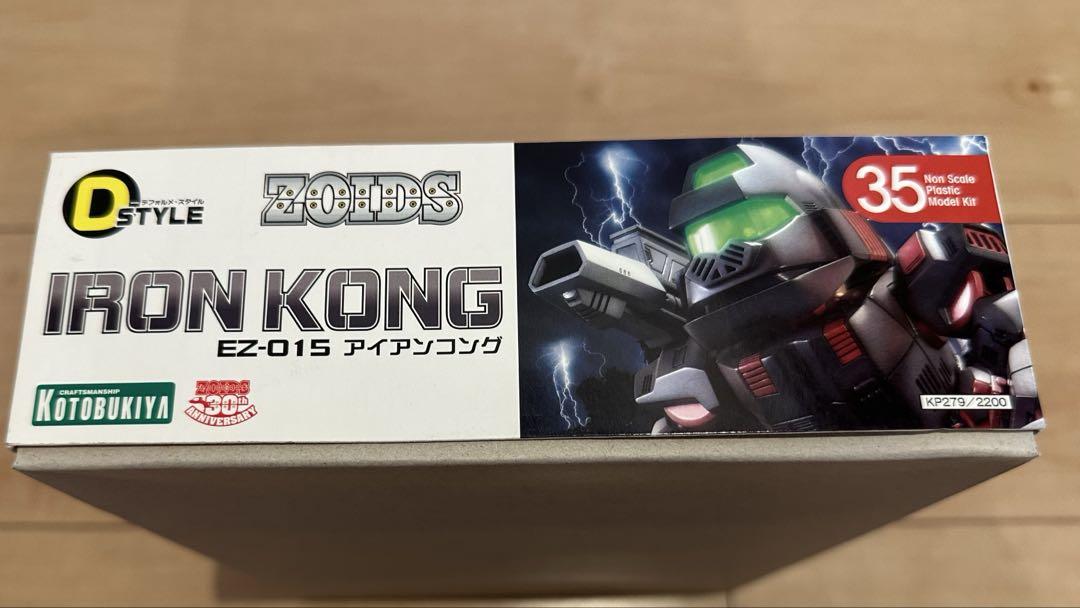 D STYLE
デフォルメ・スタイル
ZOIDS
IRON KONG
EZ-015 アイアンコング
CRAFTSMANSHIP
KOTOBUKIYA
ZOIDS
30th
ANNIVERSARY
35
Non Scale
Plastic
Model Kit
KP279/2200